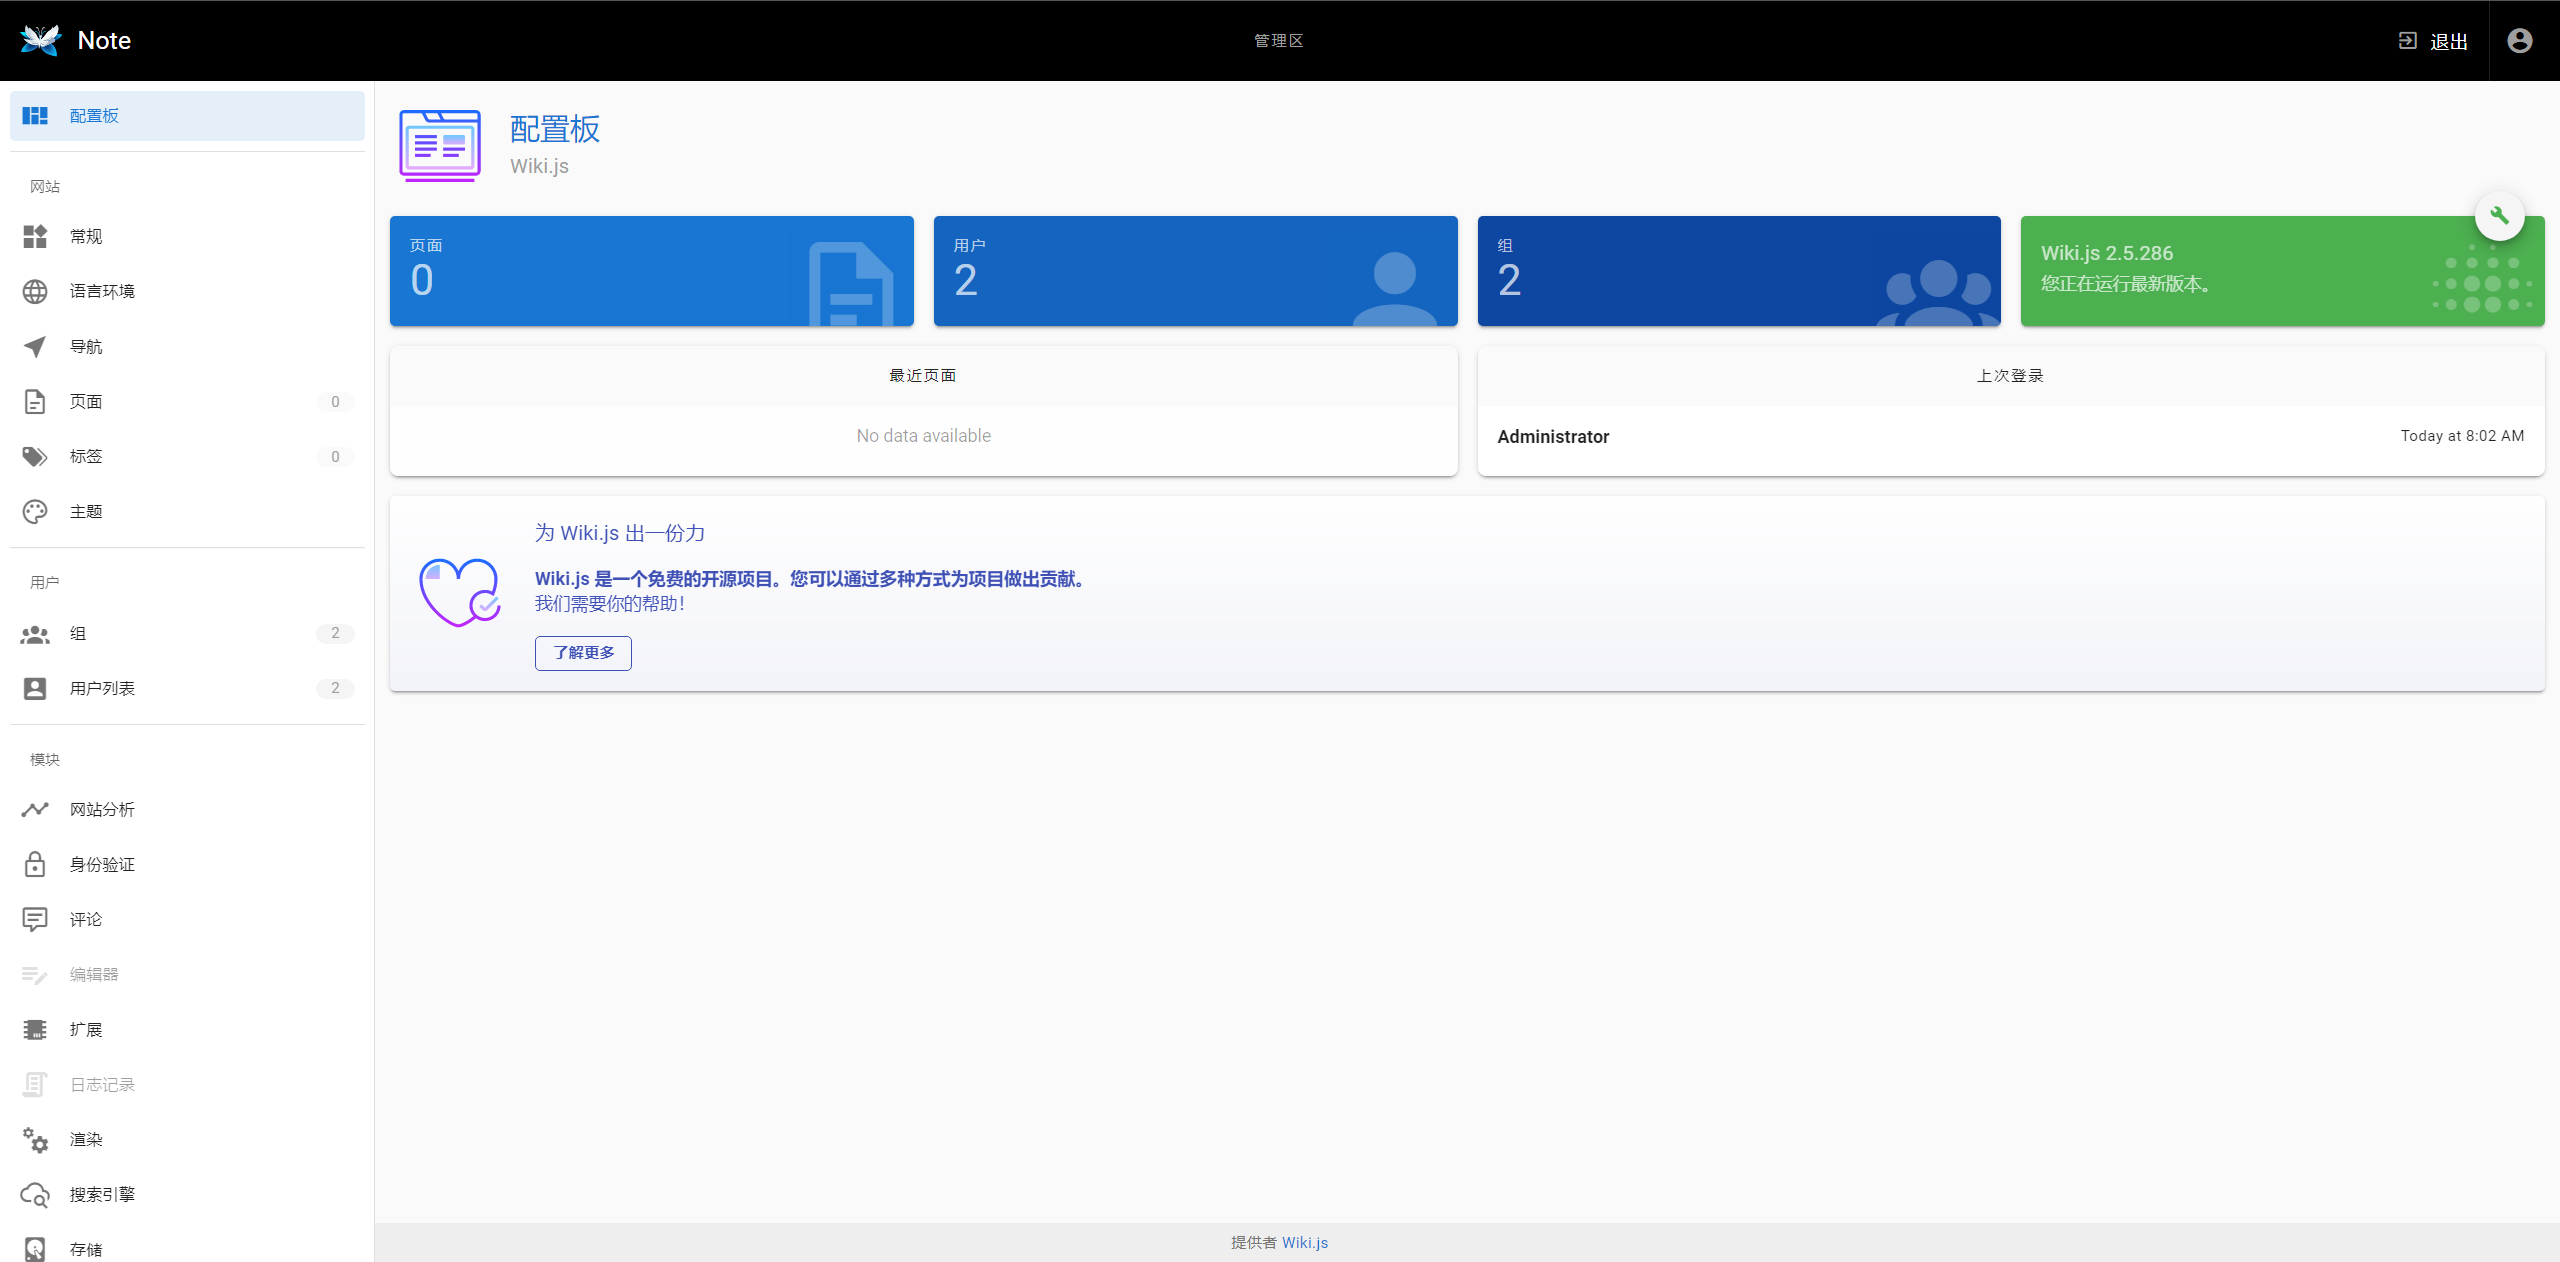 Note
管理区
退出
配置板
网站
常规
语言环境
导航
页面 0
标签 0
主题
用户
组 2
用户列表 2
模块
网站分析
身份验证
评论
编辑器
扩展
日志记录
渲染
搜索引擎
存储
配置板
Wiki.js
页面
0
用户
2
组
2
Wiki.js 2.5.286
您正在运行最新版本。
最近页面
No data available
上次登录
Administrator Today at 8:02 AM
为 Wiki.js 出一份力
Wiki.js 是一个免费的开源项目。您可以通过多种方式为项目做出贡献。
我们需要你的帮助！
了解更多
提供者 Wiki.js